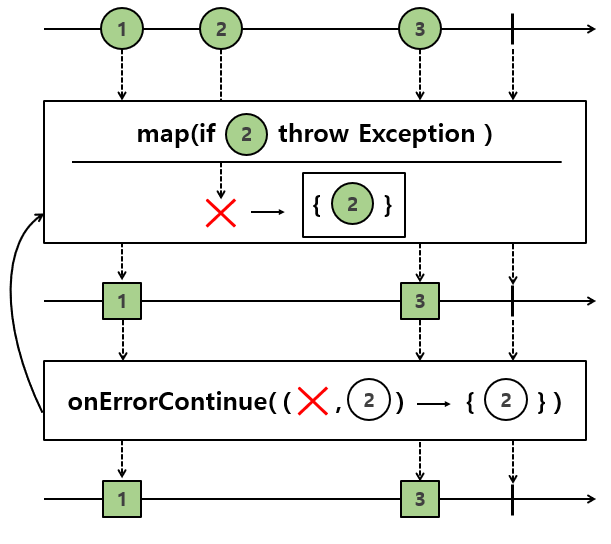 1 2 3
map(if 2 throw Exception )
{ 2 }
1 3
onErrorContinue( ( , 2 ) { 2 } )
1 3